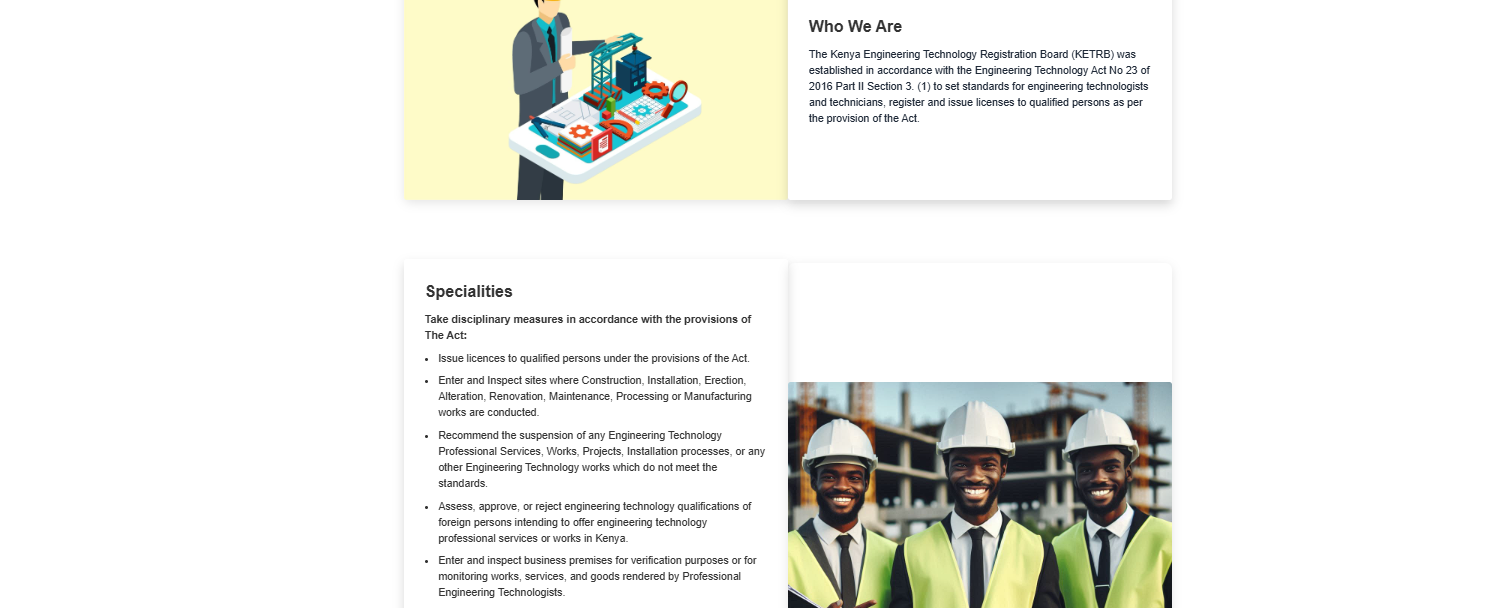 Who We Are
The Kenya Engineering Technology Registration Board (KETRB) was
established in accordance with the Engineering Technology Act No 23 of
2016 Part II Section 3. (1) to set standards for engineering technologists
and technicians, register and issue licenses to qualified persons as per
the provision of the Act.
Specialities
Take disciplinary measures in accordance with the provisions of
The Act:
Issue licences to qualified persons under the provisions of the Act.
Enter and Inspect sites where Construction, Installation, Erection,
Alteration, Renovation, Maintenance, Processing or Manufacturing
works are conducted.
Recommend the suspension of any Engineering Technology
Professional Services, Works, Projects, Installation processes, or any
other Engineering Technology works which do not meet the
standards.
Assess, approve, or reject engineering technology qualifications of
foreign persons intending to offer engineering technology
professional services or works in Kenya.
Enter and inspect business premises for verification purposes or for
monitoring works, services, and goods rendered by Professional
Engineering Technologists.